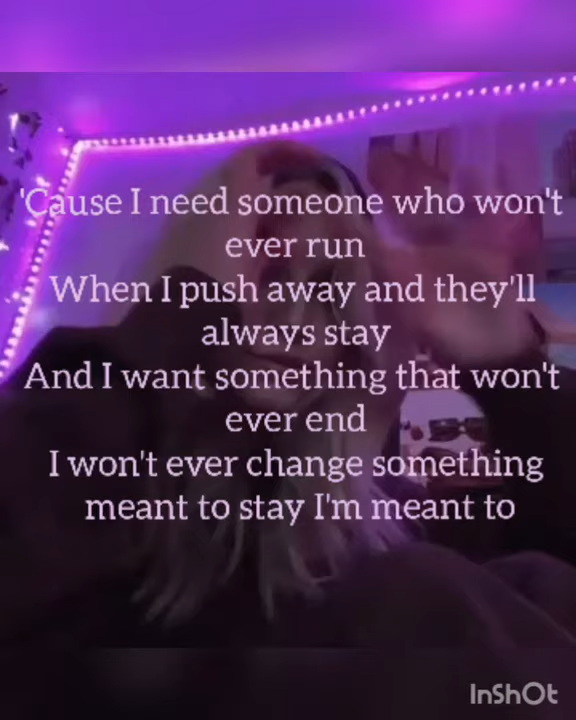 'Cause I need someone who won't
ever run
When I push away and they'll
always stay
And I want something that won't
ever end
I won't ever change something
meant to stay I'm meant to
InShOt